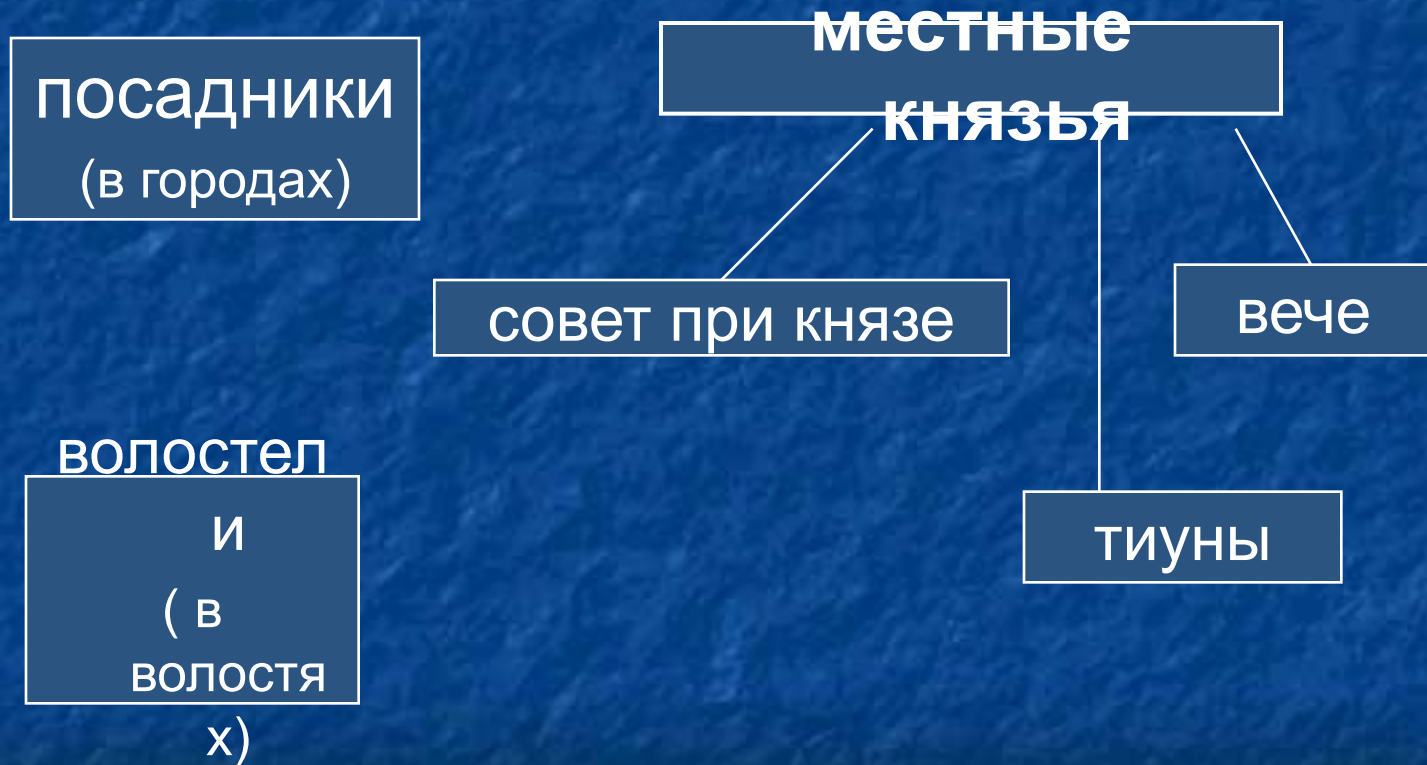 местные
князья
посадники
(в городах)
совет при князе
вече
волостел
и
( в
волостя
х)
тиуны